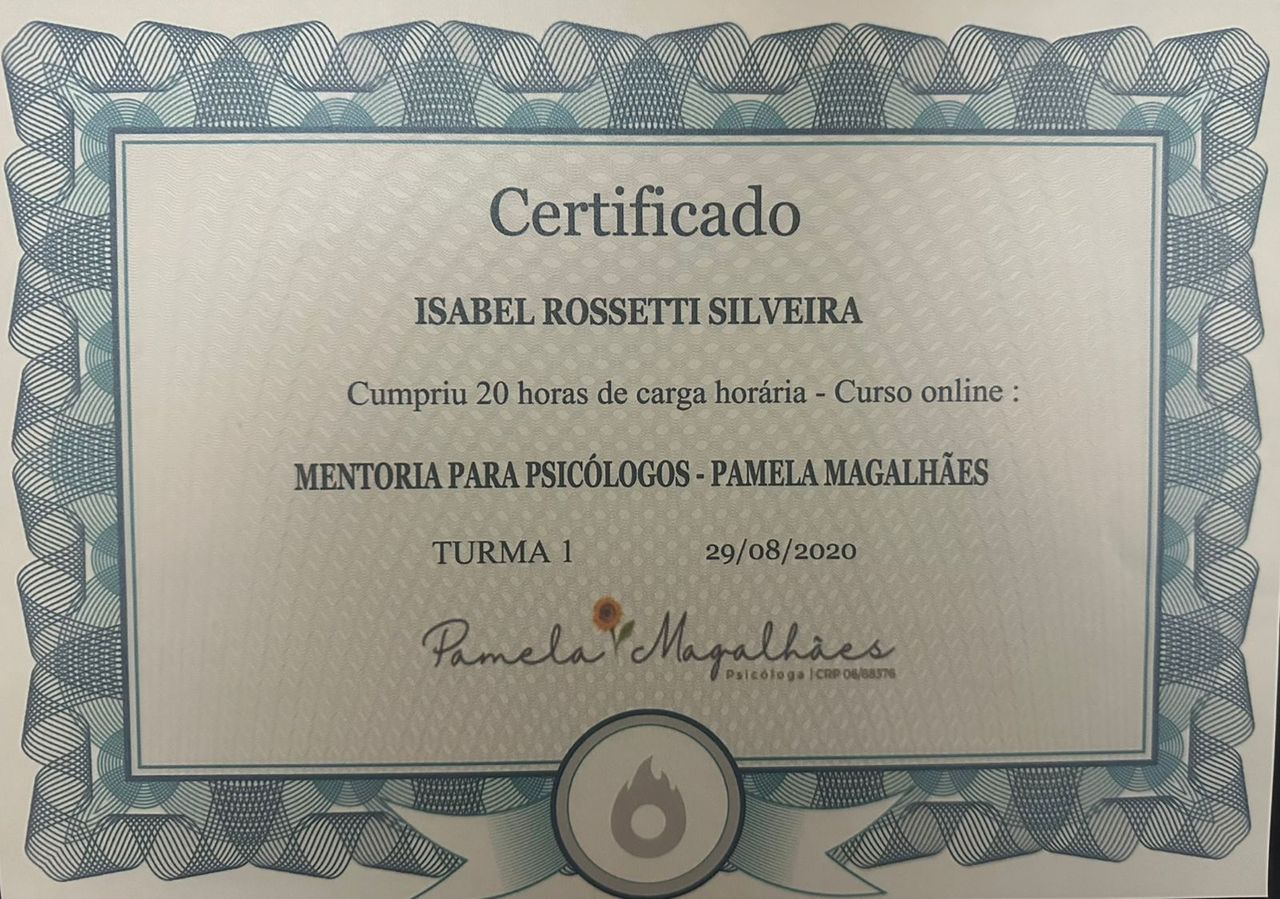 Certificado
ISABEL ROSSETTI SILVEIRA
Cumpriu 20 horas de carga horária - Curso online :
MENTORIA PARA PSICÓLOGOS - PAMELA MAGALHÃES
TURMA 1 29/08/2020
Pamela Magalhães
Psicóloga | CRP 06/88376